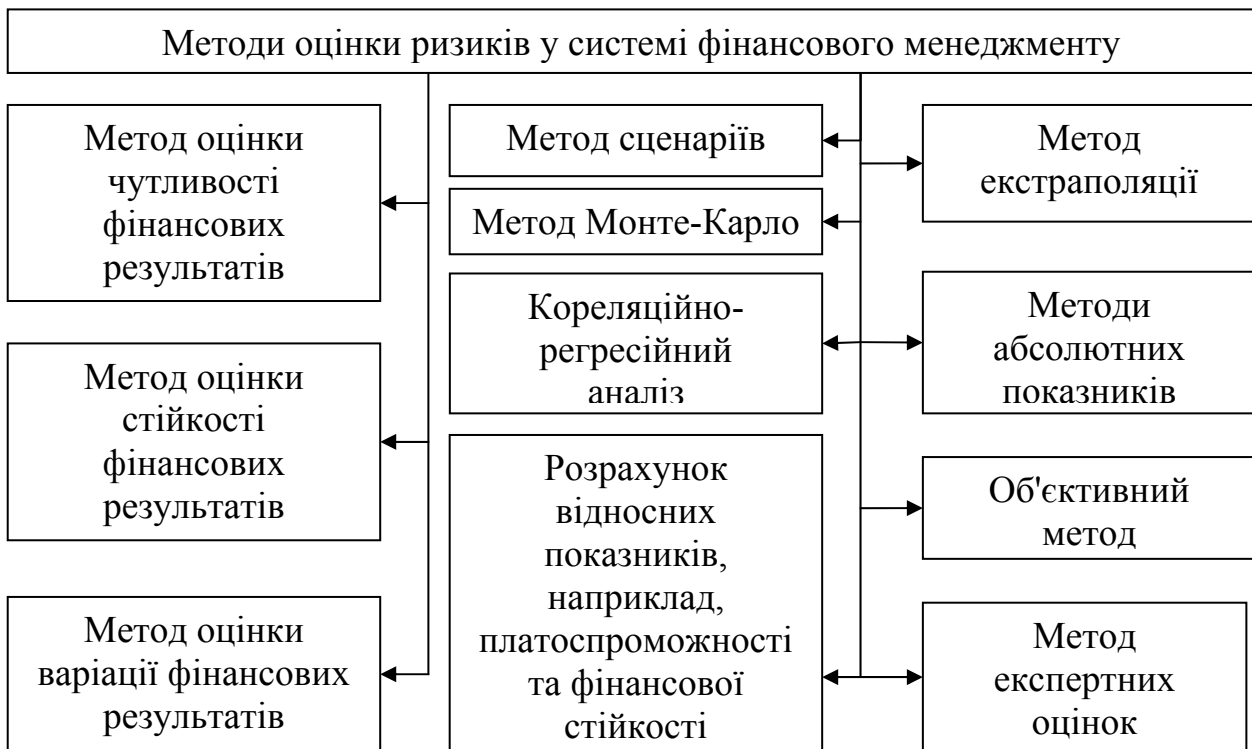 Методи оцінки ризиків у системі фінансового менеджменту
Метод оцінки
чутливості
фінансових
результатів
Метод оцінки
стійкості
фінансових
результатів
Метод оцінки
варіації фінансових
результатів
Метод сценаріїв
Метод Монте-Карло
Кореляційно-
регресійний
аналіз
Розрахунок
відносних
показників,
наприклад,
платоспроможності
та фінансової
стійкості
Метод
екстраполяції
Методи
абсолютних
показників
Об'єктивний
метод
Метод
експертних
оцінок